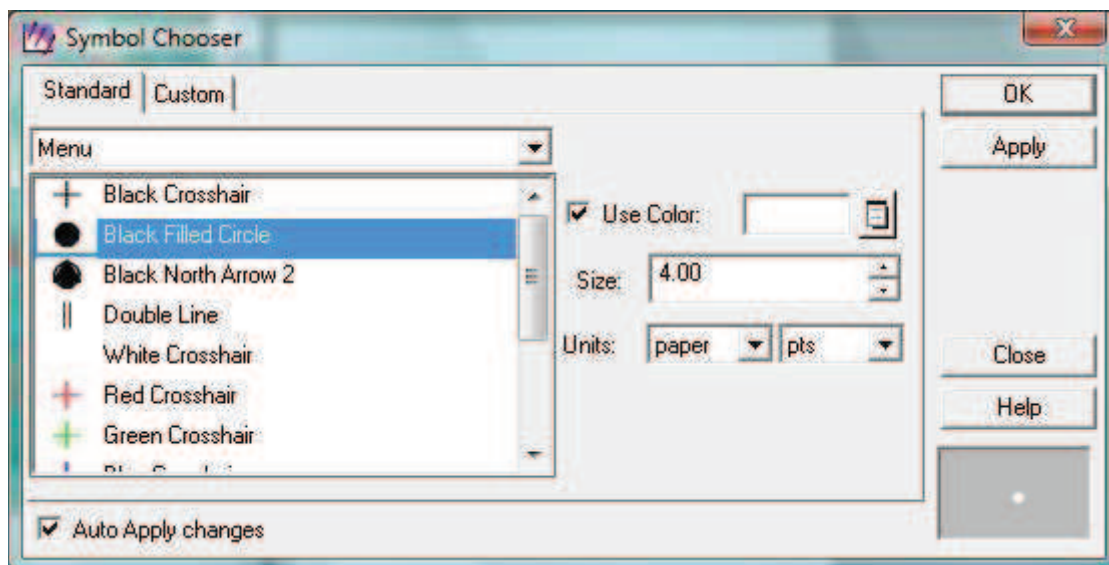 Symbol Chooser
Standard
Custom
Menu
Black Crosshair
Black Filled Circle
Black North Arrow 2
Double Line
White Crosshair
Red Crosshair
Green Crosshair
Use Color:
Size:
4.00
Units:
paper
pts
OK
Apply
Close
Help
Auto Apply changes